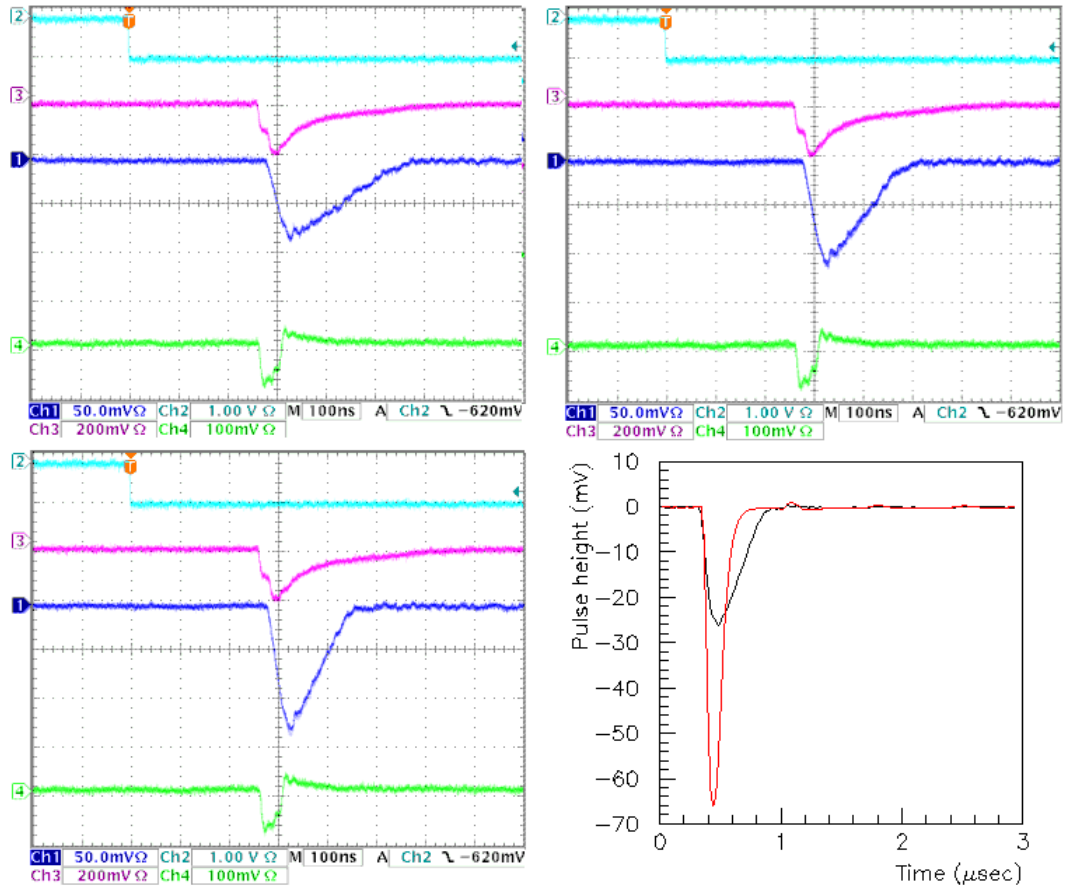 2
T
3
1
4
Ch1 50.0mVΩ Ch2 1.00 V Ω M 100ns A Ch2 ↘ −620mV
Ch3 200mV Ω Ch4 100mV Ω
2
T
3
1
4
Ch1 50.0mVΩ Ch2 1.00 V Ω M 100ns A Ch2 ↘ −620mV
Ch3 200mV Ω Ch4 100mV Ω
2
T
3
1
4
Ch1 50.0mVΩ Ch2 1.00 V Ω M 100ns A Ch2 ↘ −620mV
Ch3 200mV Ω Ch4 100mV Ω
Pulse height (mV)
10
0
−10
−20
−30
−40
−50
−60
−70
0 1 2 3
Time (μsec)